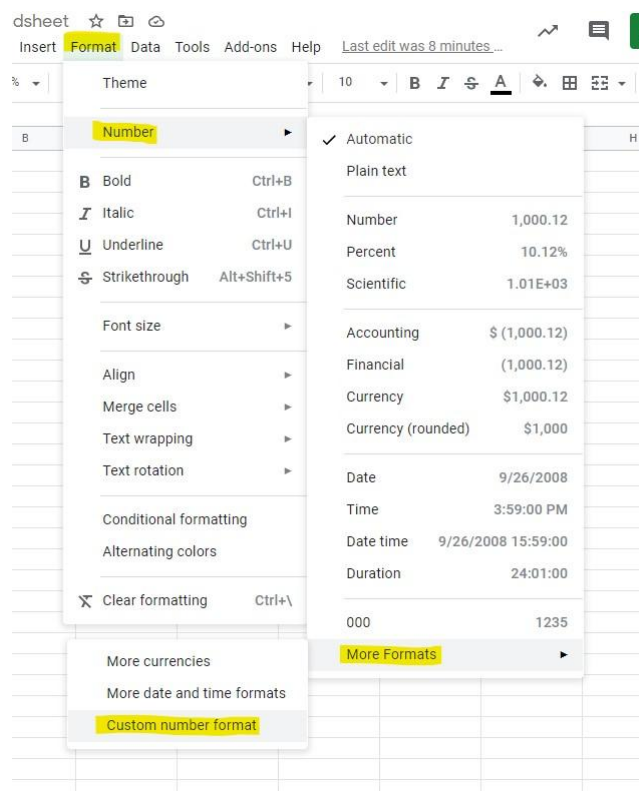 dsheet
Insert Format Data Tools Add-ons Help Last edit was 8 minutes ...
% 10 B I S A
B H
Theme
Number
B Bold Ctrl+B
I Italic Ctrl+I
U Underline Ctrl+U
S Strikethrough Alt+Shift+5
Font size
Align
Merge cells
Text wrapping
Text rotation
Conditional formatting
Alternating colors
Clear formatting Ctrl+\
Automatic
Plain text
Number 1,000.12
Percent 10.12%
Scientific 1.01E+03
Accounting $ (1,000.12)
Financial (1,000.12)
Currency $1,000.12
Currency (rounded) $1,000
Date 9/26/2008
Time 3:59:00 PM
Date time 9/26/2008 15:59:00
Duration 24:01:00
000 1235
More Formats
More currencies
More date and time formats
Custom number format